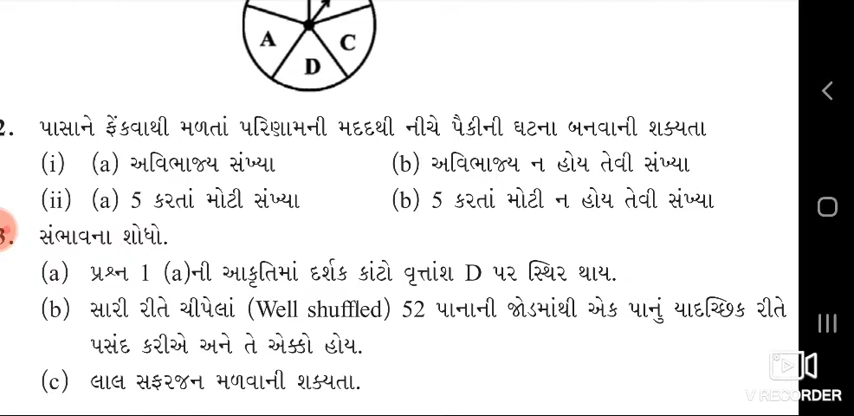 A
C
D
2. પાસાને ફેંકવાથી મળતાં પરિણામની મદદથી નીચે પૈકીની ઘટના બનવાની શક્યતા
(i) (a) અવિભાજ્ય સંખ્યા (b) અવિભાજ્ય ન હોય તેવી સંખ્યા
(ii) (a) 5 કરતાં મોટી સંખ્યા (b) 5 કરતાં મોટી ન હોય તેવી સંખ્યા
3. સંભાવના શોધો.
(a) પ્રશ્ન 1 (a)ની આકૃતિમાં દર્શક કાંટો વૃત્તાંશ D પર સ્થિર થાય.
(b) સારી રીતે ચીપેલાં (Well shuffled) 52 પાનાની જોડમાંથી એક પાનું યાદચ્છિક રીતે
પસંદ કરીએ અને તે એક્કો હોય.
(c) લાલ સફરજન મળવાની શક્યતા.
V RECORDER